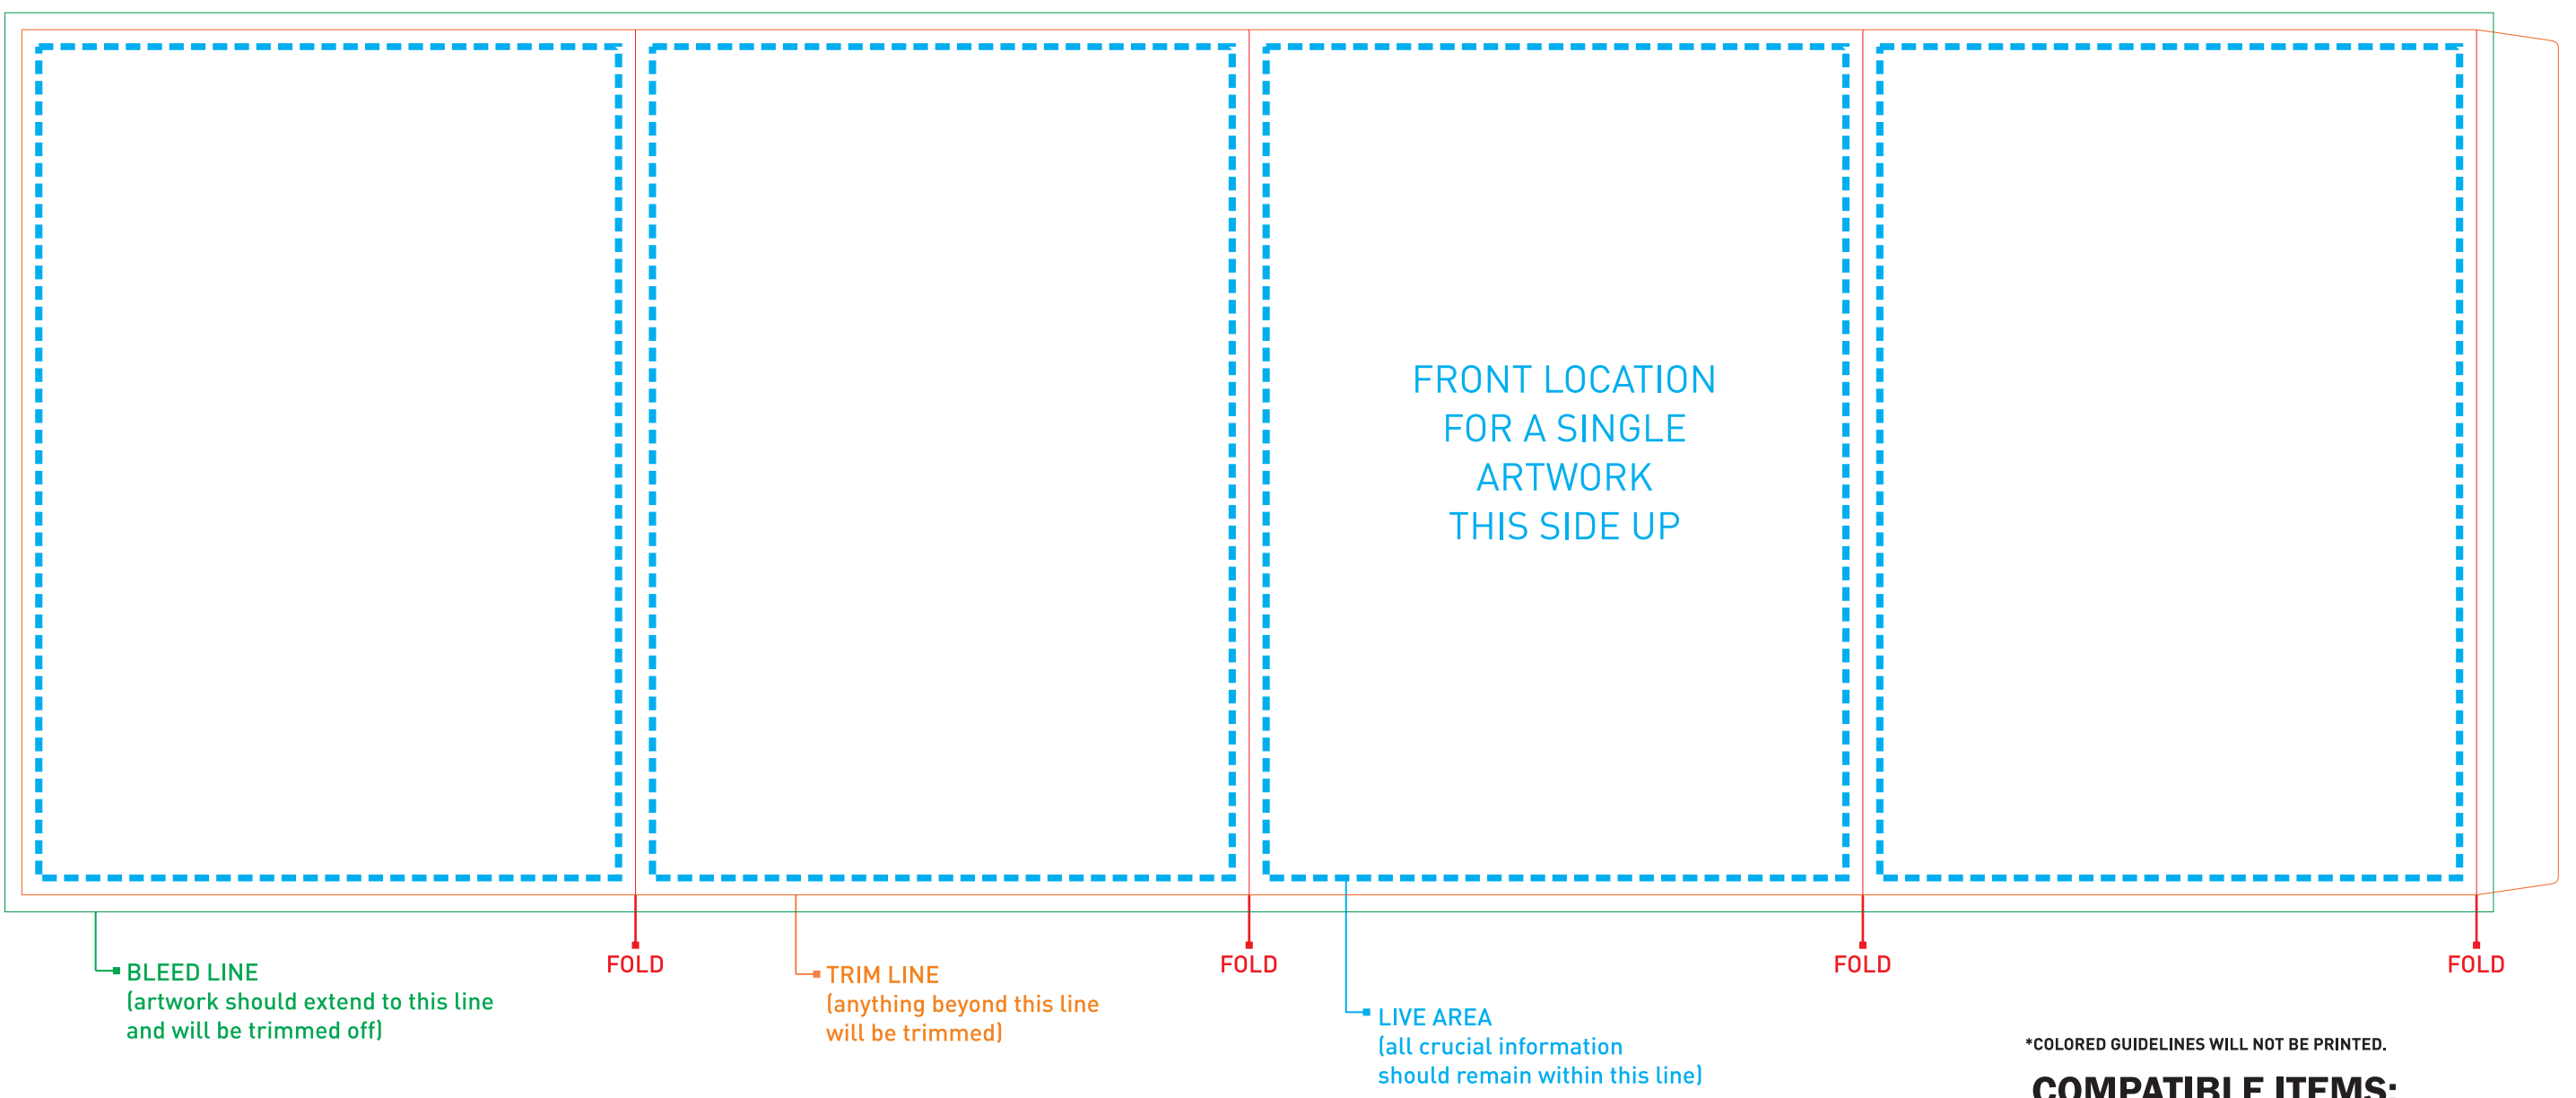 FRONT LOCATION
FOR A SINGLE
ARTWORK
THIS SIDE UP
FOLD
FOLD
FOLD
FOLD
BLEED LINE
(artwork should extend to this line
and will be trimmed off)
TRIM LINE
(anything beyond this line
will be trimmed)
LIVE AREA
(all crucial information
should remain within this line)
*COLORED GUIDELINES WILL NOT BE PRINTED.
COMPATIBLE ITEMS: